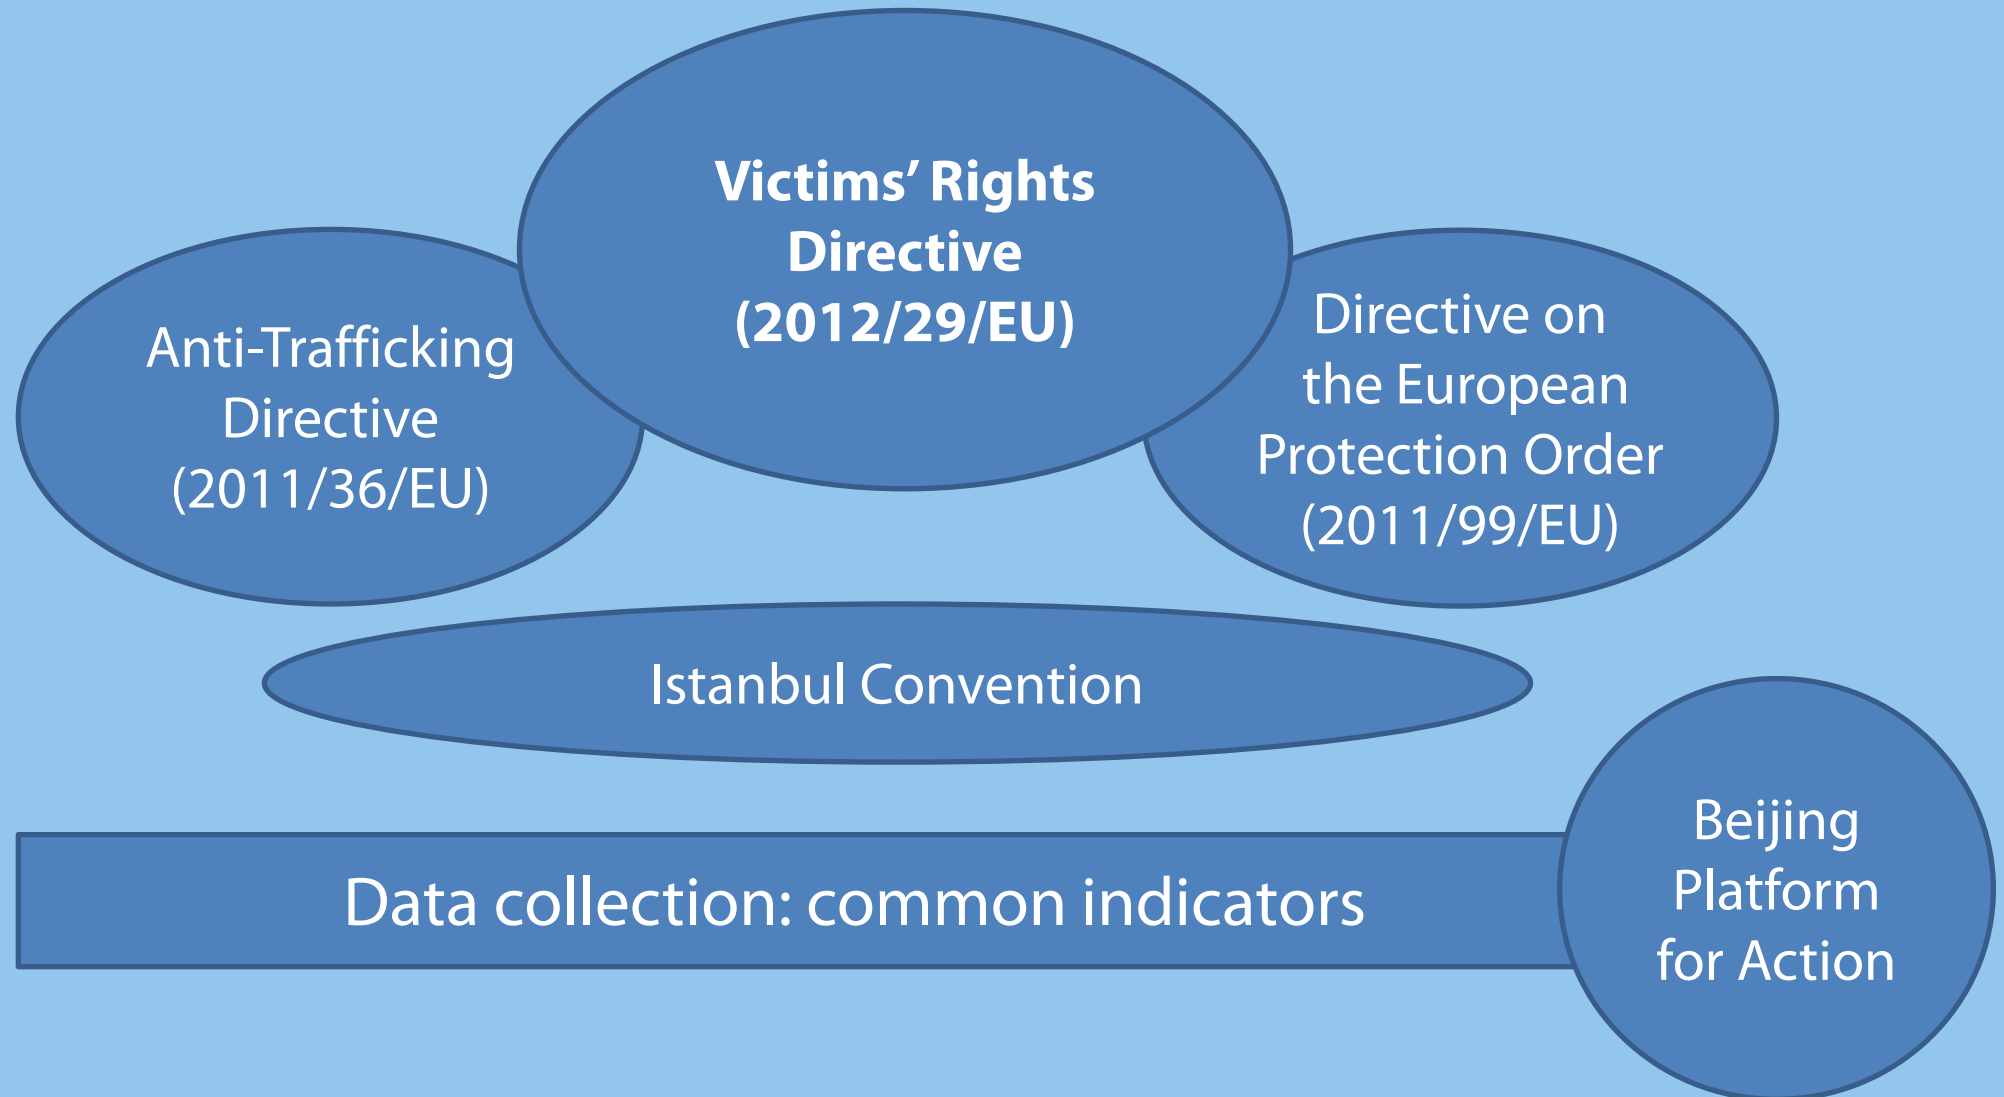 Victims’ Rights
Directive
(2012/29/EU)
Anti-Trafficking
Directive
(2011/36/EU)
Directive on
the European
Protection Order
(2011/99/EU)
Istanbul Convention
Data collection: common indicators
Beijing
Platform
for Action